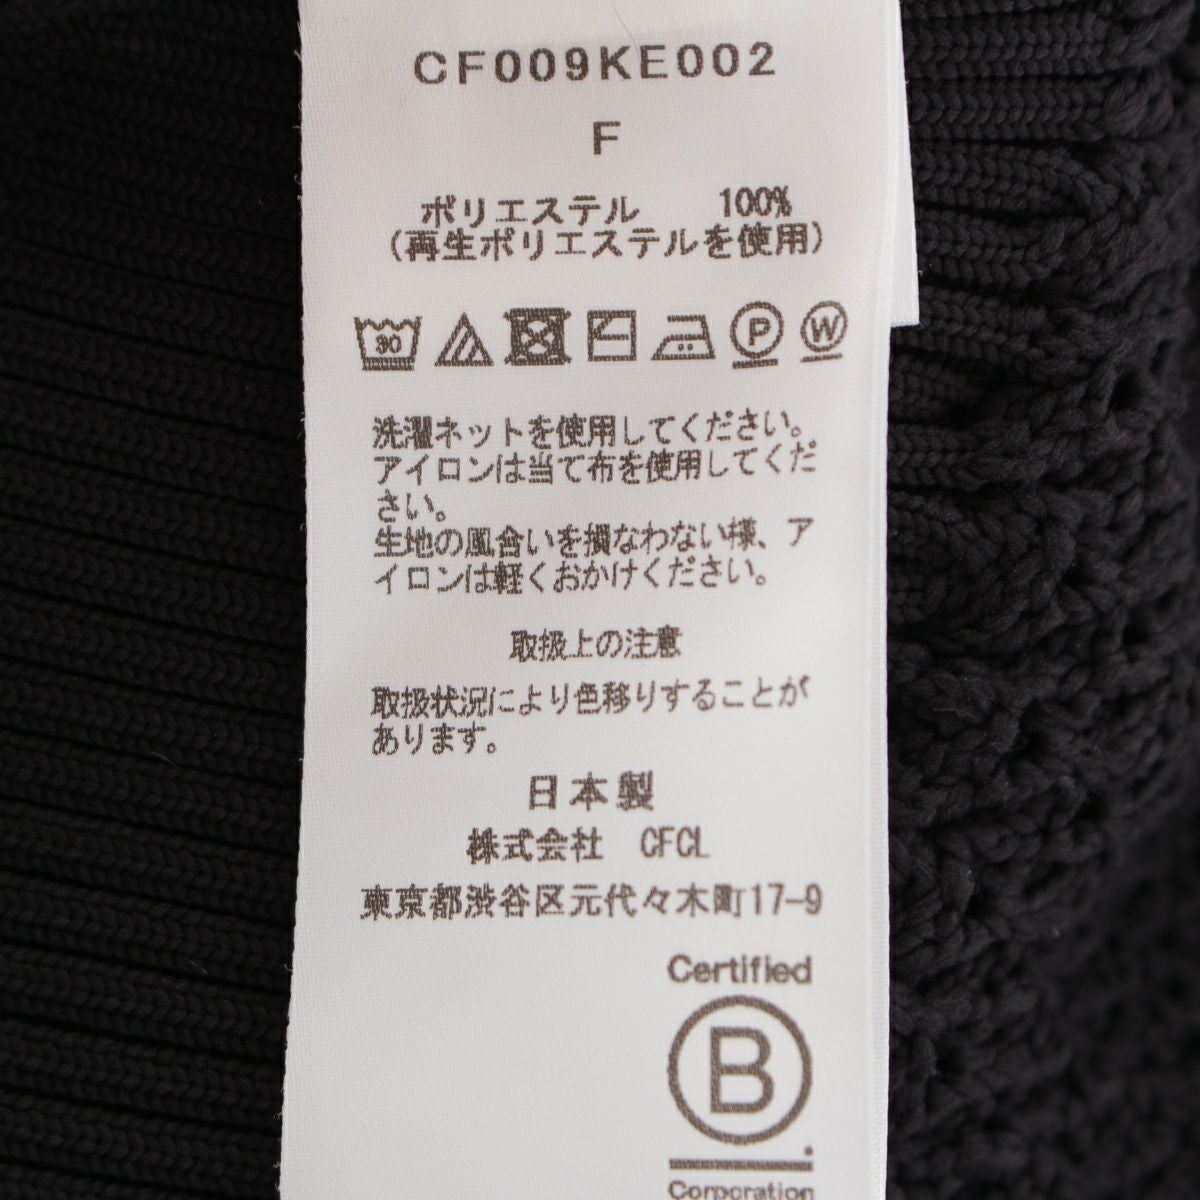 CF009KE002
F
ポリエステル 100%
(再生ポリエステルを使用)
30 P W
洗濯ネットを使用してください。
アイロンは当て布を使用してくだ
さい。
生地の風合いを損なわない様、ア
イロンは軽くおかけください。
取扱上の注意
取扱状況により色移りすることが
あります。
日本製
株式会社 CFCL
東京都渋谷区元代々木町17-9
Certified
B
Corporation